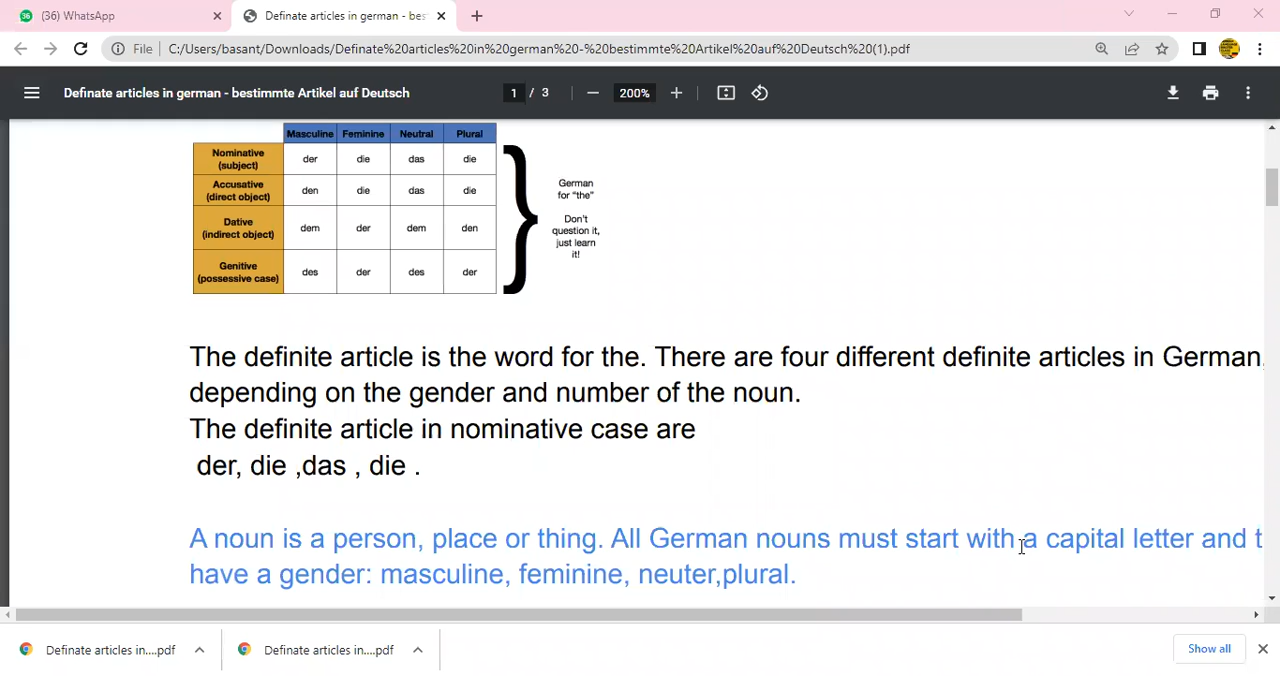 36 (36) WhatsApp
Definate articles in german - bes
File C:/Users/basant/Downloads/Definate%20articles%20in%20german%20-%20bestimmte%20Artikel%20auf%20Deutsch%20(1).pdf
Definate articles in german - bestimmte Artikel auf Deutsch 1 / 3 200%
Masculine Feminine Neutral Plural
Nominative
(subject) der die das die
Accusative
(direct object) den die das die
Dative
(indirect object) dem der dem den
Genitive
(possessive case) des der des der
German
for “the”
Don't
question it,
just learn
it!
The definite article is the word for the. There are four different definite articles in German,
depending on the gender and number of the noun.
The definite article in nominative case are
der, die ,das , die .
A noun is a person, place or thing. All German nouns must start with a capital letter and t
have a gender: masculine, feminine, neuter,plural.
Definate articles in....pdf Definate articles in....pdf Show all